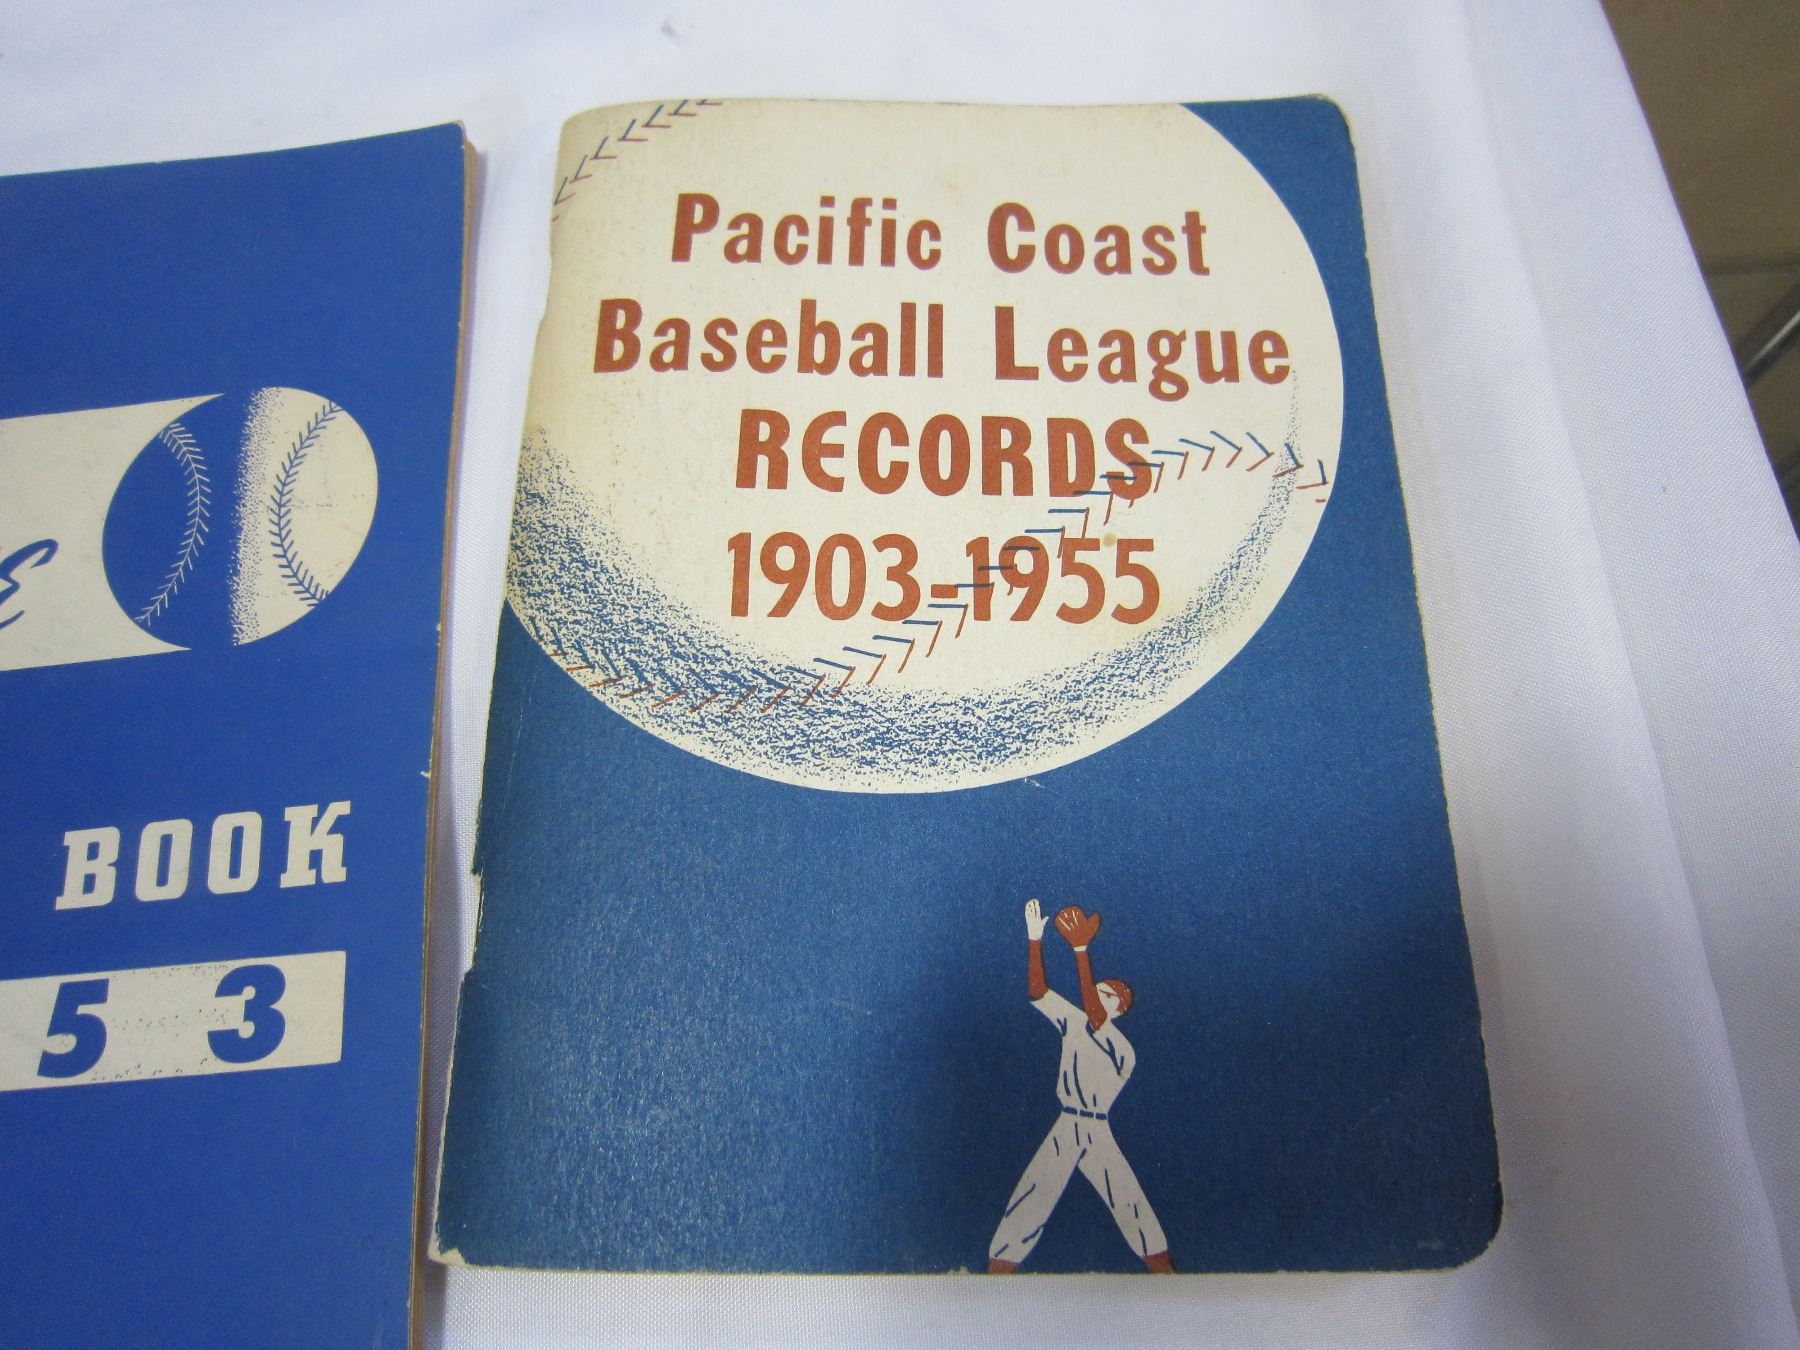 BOOK
5 3
Pacific Coast
Baseball League
RECORDS
1903-1955